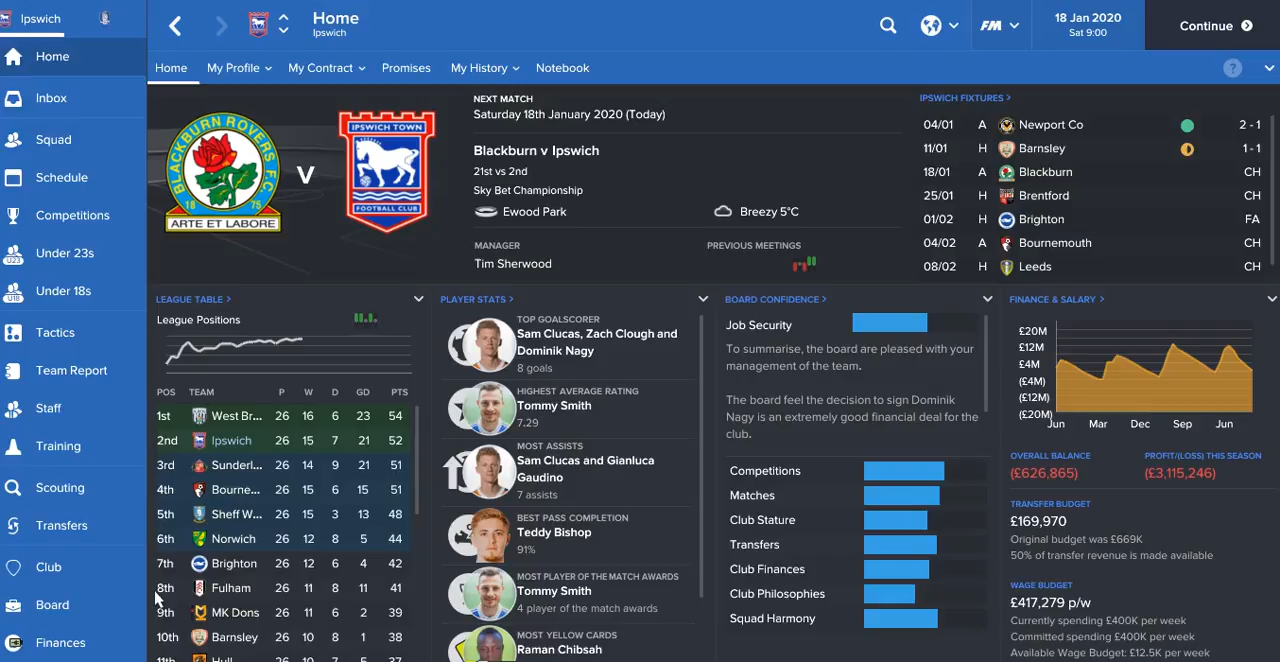 Ipswich
Home
Ipswich
FM
18 Jan 2020
Sat 9:00
Continue
Home
My Profile
My Contract
Promises
My History
Notebook
?
Home
Inbox
Squad
Schedule
Competitions
U23
Under 23s
U18
Under 18s
Tactics
Team Report
Staff
Training
Scouting
Transfers
Club
Board
Finances
BLACKBURN ROVERS F.C.
18 75
ARTE ET LABORE
V
IPSWICH TOWN
FOOTBALL CLUB
NEXT MATCH
Saturday 18th January 2020 (Today)
Blackburn v Ipswich
21st vs 2nd
Sky Bet Championship
Ewood Park
Breezy 5°C
MANAGER
Tim Sherwood
PREVIOUS MEETINGS
IPSWICH FIXTURES >
04/01 A Newport Co 2 - 1
11/01 H Barnsley 1 - 1
18/01 A Blackburn CH
25/01 H Brentford CH
01/02 H Brighton FA
04/02 A Bournemouth CH
08/02 H Leeds CH
LEAGUE TABLE >
League Positions
POS TEAM P W D GD PTS
1st West Br... 26 16 6 23 54
2nd Ipswich 26 15 7 21 52
3rd Sunderl... 26 14 9 21 51
4th Bourne... 26 15 6 15 51
5th Sheff W... 26 15 3 13 48
6th Norwich 26 12 8 5 44
7th Brighton 26 12 6 4 42
8th Fulham 26 11 8 11 41
9th MK Dons 26 11 6 2 39
10th Barnsley 26 10 8 1 38
11th Hull 26 10 7 5 37
PLAYER STATS >
TOP GOALSCORER
Sam Clucas, Zach Clough and
Dominik Nagy
8 goals
HIGHEST AVERAGE RATING
Tommy Smith
7.29
MOST ASSISTS
Sam Clucas and Gianluca
Gaudino
7 assists
BEST PASS COMPLETION
Teddy Bishop
91%
MOST PLAYER OF THE MATCH AWARDS
Tommy Smith
4 player of the match awards
MOST YELLOW CARDS
Raman Chibsah
BOARD CONFIDENCE >
Job Security
To summarise, the board are pleased with your
management of the team.
The board feel the decision to sign Dominik
Nagy is an extremely good financial deal for the
club.
Competitions
Matches
Club Stature
Transfers
Club Finances
Club Philosophies
Squad Harmony
FINANCE & SALARY >
£20M
£12M
£4M
(£4M)
(£12M)
(£20M)
Jun Mar Dec Sep Jun
OVERALL BALANCE
(£626,865)
PROFIT/(LOSS) THIS SEASON
(£3,115,246)
TRANSFER BUDGET
£169,970
Original budget was £669K
50% of transfer revenue is made available
WAGE BUDGET
£417,279 p/w
Currently spending £400K per week
Committed spending £400K per week
Available Wage Budget: £12.5K per week